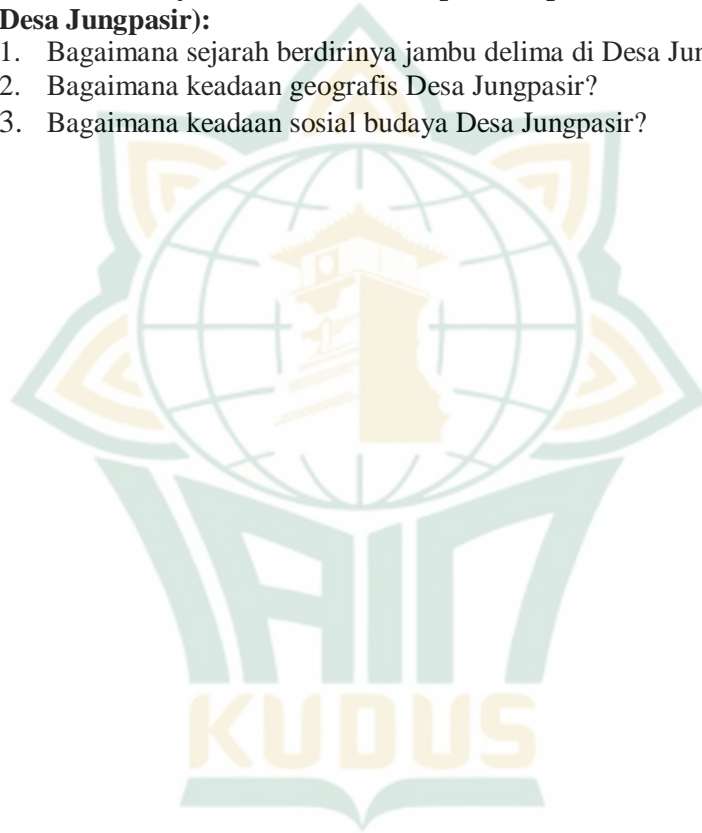 Desa Jungpasir):
1. Bagaimana sejarah berdirinya jambu delima di Desa
2. Bagaimana keadaan geografis Desa Jungpasir?
3. Bagaimana keadaan sosial budaya Desa Jungpasir?
IAIN
KUDUS